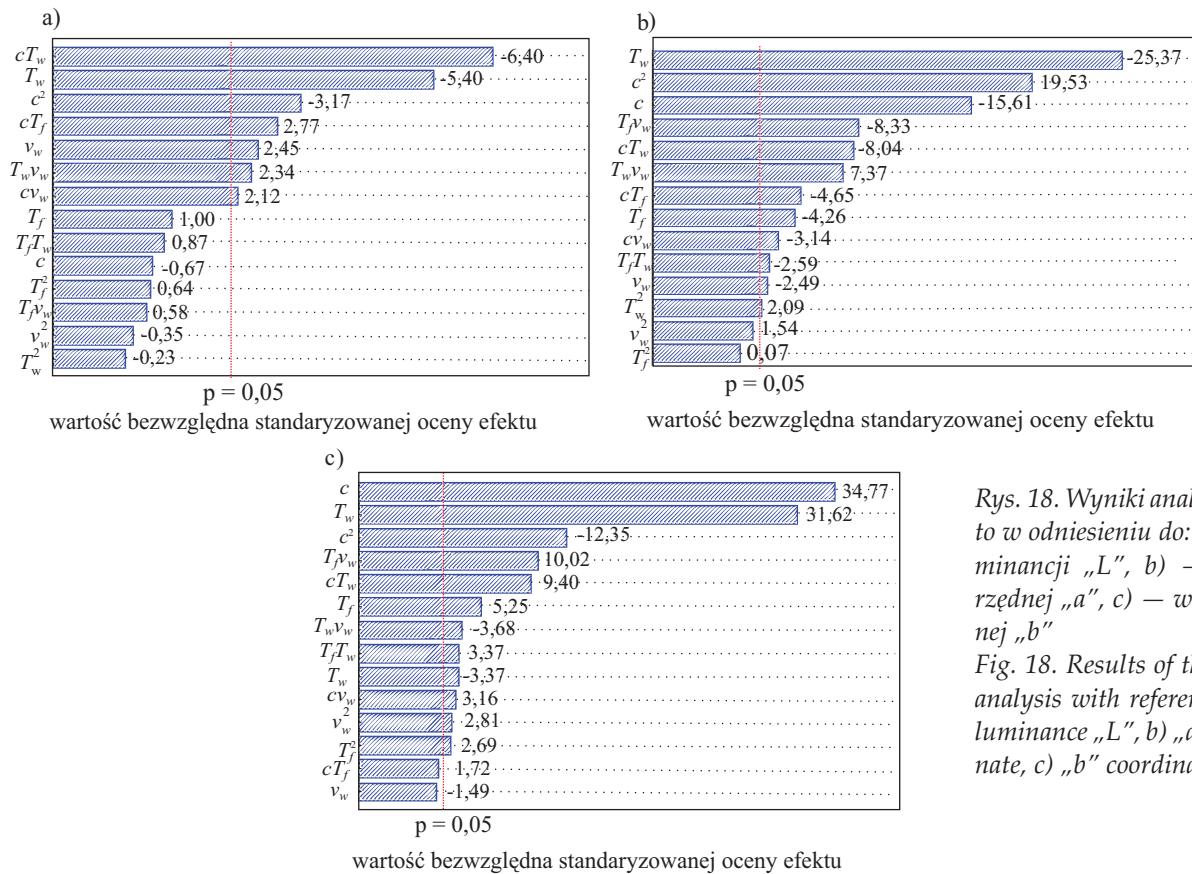 a)
cT_w -6,40
T_w -5,40
c² -3,17
cT_f 2,77
v_w 2,45
T_wv_w 2,34
cv_w 2,12
T_f 1,00
T_fT_w 0,87
c -0,67
T_f² 0,64
T_fv_w 0,58
v_w² -0,35
T_w² -0,23
p = 0,05
wartość bezwzględna standaryzowanej oceny efektu
b)
T_w -25,37
c² 19,53
c -15,61
T_fv_w -8,33
cT_w -8,04
T_wv_w 7,37
cT_f -4,65
T_f -4,26
cv_w -3,14
T_fT_w -2,59
v_w -2,49
T_w² 2,09
v_w² 1,54
T_f² 0,07
p = 0,05
wartość bezwzględna standaryzowanej oceny efektu
c)
c 34,77
T_w 31,62
c² -12,35
T_fv_w 10,02
cT_w 9,40
T_f 5,25
T_wv_w -3,68
T_fT_w 3,37
T_w -3,37
cv_w 3,16
v_w² 2,81
T_f² 2,69
cT_f 1,72
v_w -1,49
p = 0,05
wartość bezwzględna standaryzowanej oceny efektu
Rys. 18. Wyniki anal
to w odniesieniu do:
minancji „L”, b) —
rzędnej „a”, c) — w
nej „b”
Fig. 18. Results of th
analysis with referen
luminance „L”, b) „a
nate, c) „b” coordina